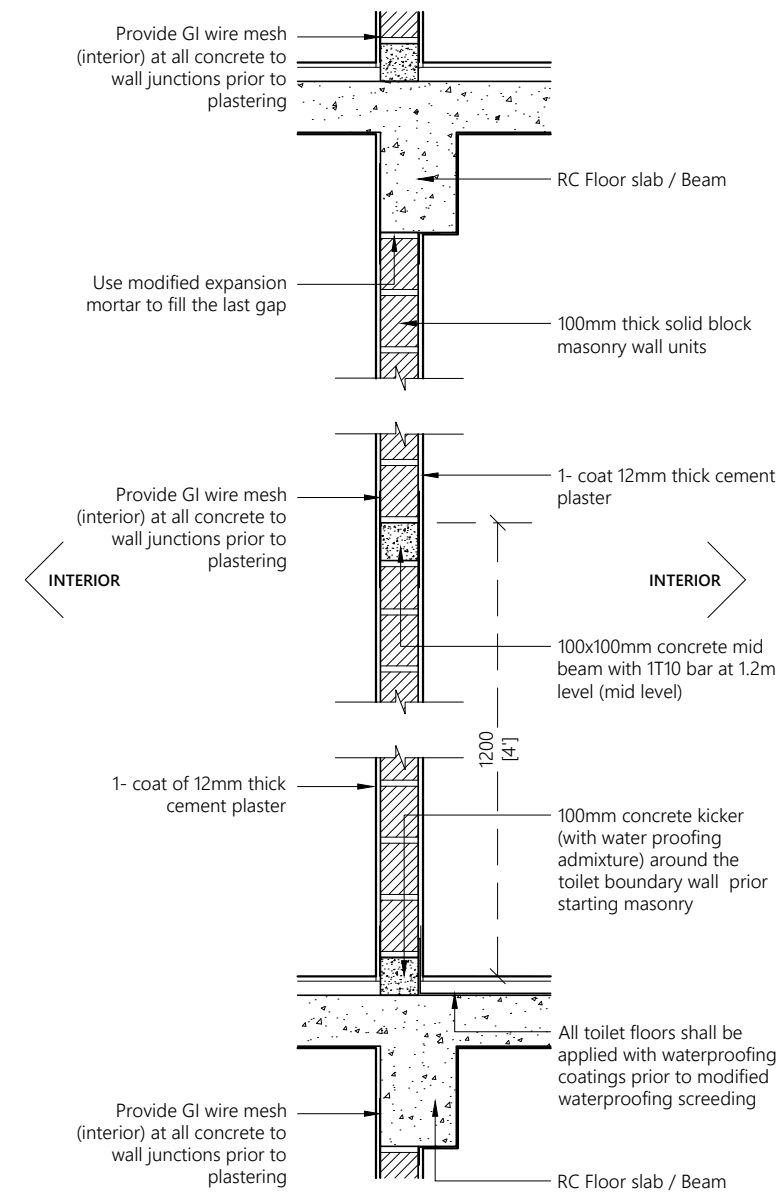 Provide GI wire mesh
(interior) at all concrete to
wall junctions prior to
plastering
RC Floor slab / Beam
Use modified expansion
mortar to fill the last gap
100mm thick solid block
masonry wall units
1- coat 12mm thick cement
plaster
Provide GI wire mesh
(interior) at all concrete to
wall junctions prior to
plastering
INTERIOR
INTERIOR
100x100mm concrete mid
beam with 1T10 bar at 1.2m
level (mid level)
1200
[4']
1- coat of 12mm thick
cement plaster
100mm concrete kicker
(with water proofing
admixture) around the
toilet boundary wall prior
starting masonry
All toilet floors shall be
applied with waterproofing
coatings prior to modified
waterproofing screeding
Provide GI wire mesh
(interior) at all concrete to
wall junctions prior to
plastering
RC Floor slab / Beam